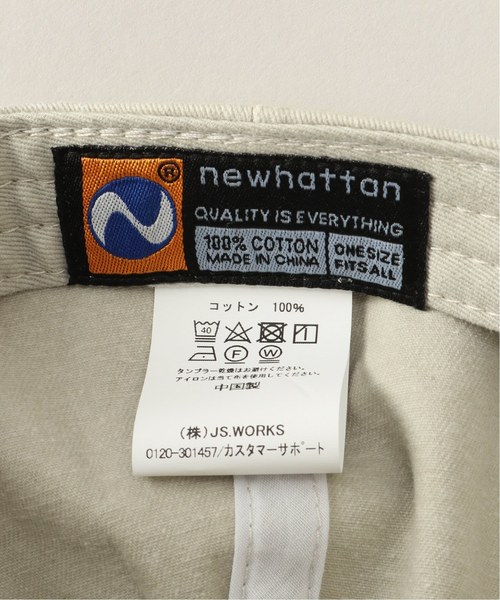 ®
newhattan
QUALITY IS EVERYTHING
100% COTTON
MADE IN CHINA
ONE SIZE
FITS ALL
コットン 100%
40
F W
タンブラー乾燥はお避けください。
アイロンは当て布を使用してください。
中国製
(株)JS.WORKS
0120-301457/カスタマーサポート